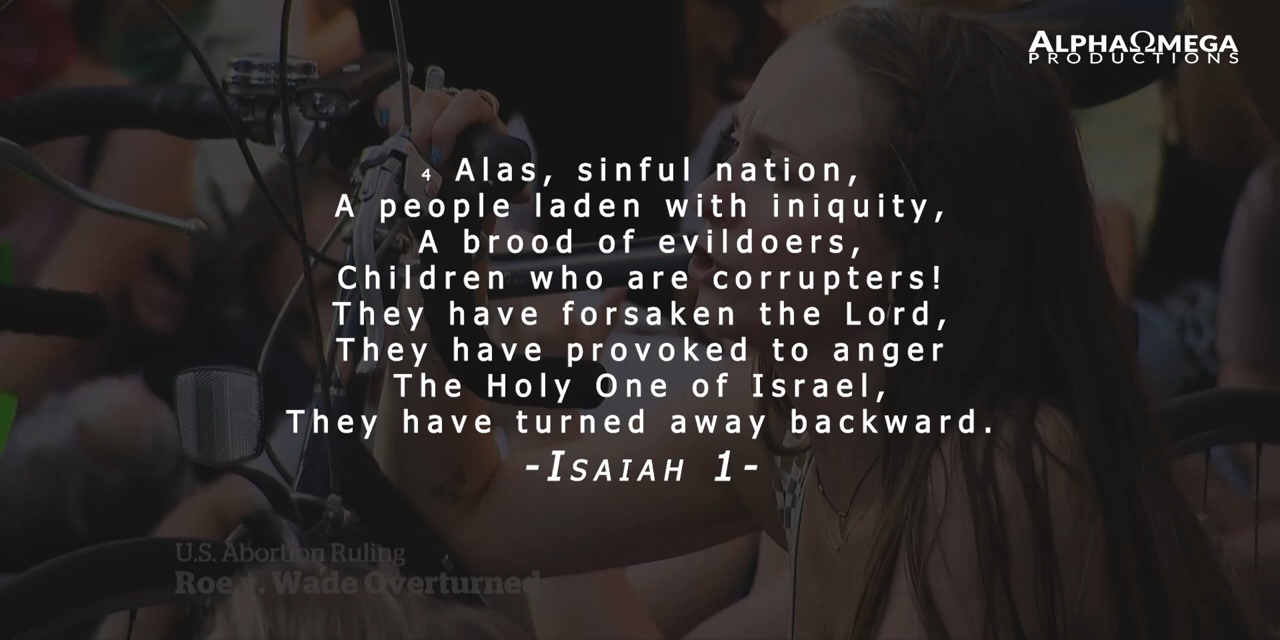 ALPHAΩMEGA
PRODUCTIONS
4 Alas, sinful nation,
A people laden with iniquity,
A brood of evildoers,
Children who are corrupters!
They have forsaken the Lord,
They have provoked to anger
The Holy One of Israel,
They have turned away backward.
-ISAIAH 1-
U.S. Abortion Ruling
Roe v. Wade Overturned